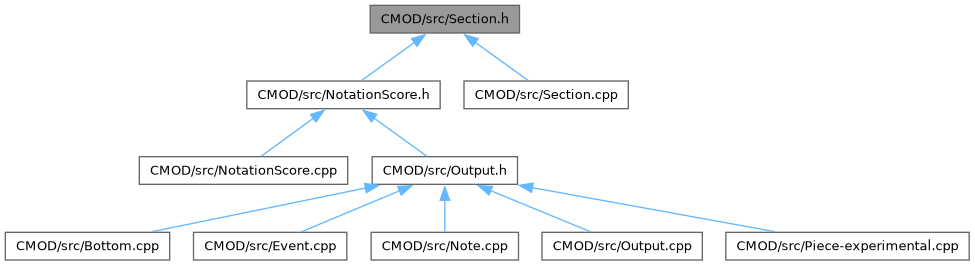 CMOD/src/Section.h
CMOD/src/NotationScore.h
CMOD/src/Section.cpp
CMOD/src/NotationScore.cpp
CMOD/src/Output.h
CMOD/src/Bottom.cpp
CMOD/src/Event.cpp
CMOD/src/Note.cpp
CMOD/src/Output.cpp
CMOD/src/Piece-experimental.cpp